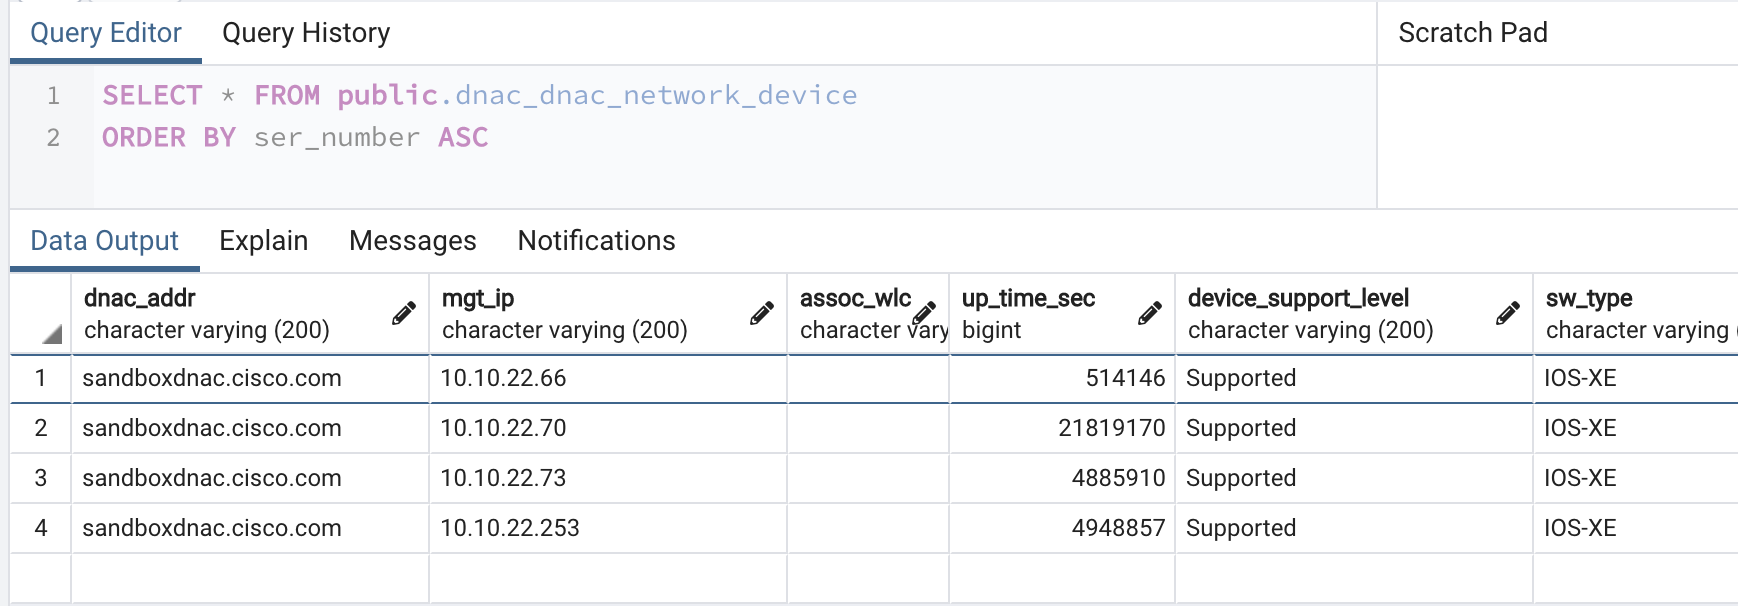 Query Editor Query History Scratch Pad
1 SELECT * FROM public.dnac_dnac_network_device
2 ORDER BY ser_number ASC
Data Output Explain Messages Notifications
dnac_addr mgt_ip assoc_wlc up_time_sec device_support_level sw_type
character varying (200) character varying (200) character vary bigint character varying (200) character varying (
1 sandboxdnac.cisco.com 10.10.22.66 514146 Supported IOS-XE
2 sandboxdnac.cisco.com 10.10.22.70 21819170 Supported IOS-XE
3 sandboxdnac.cisco.com 10.10.22.73 4885910 Supported IOS-XE
4 sandboxdnac.cisco.com 10.10.22.253 4948857 Supported IOS-XE